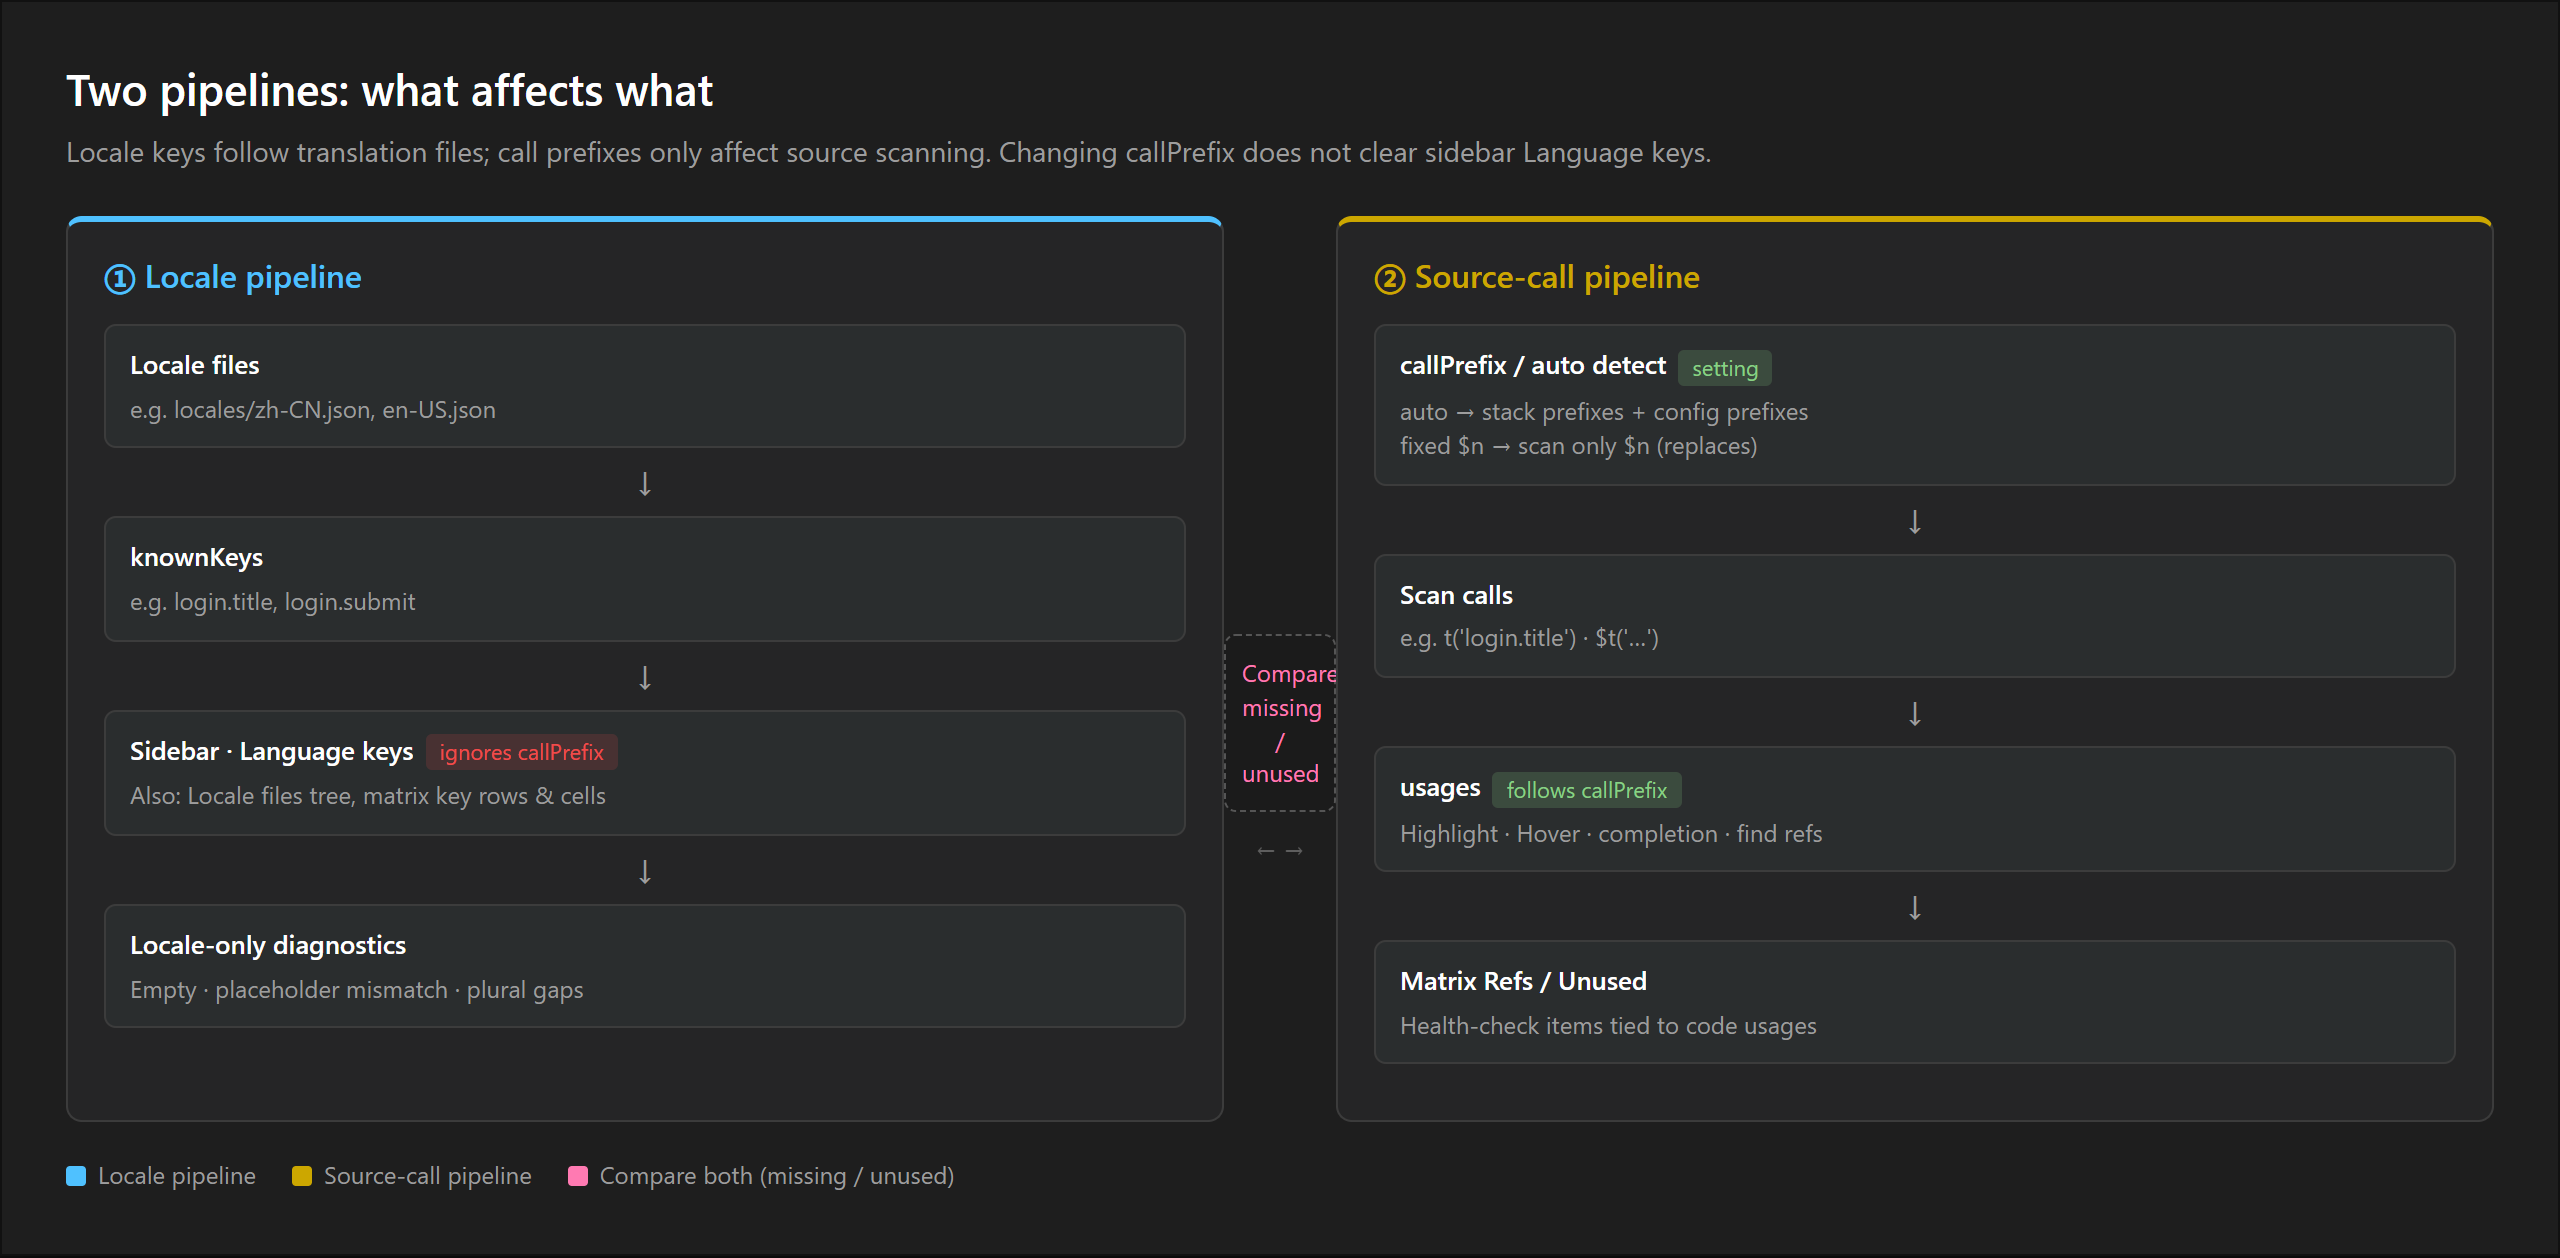 Two pipelines: what affects what
Locale keys follow translation files; call prefixes only affect source scanning. Changing callPrefix does not clear sidebar Language keys.
① Locale pipeline
Locale files
e.g. locales/zh-CN.json, en-US.json
↓
knownKeys
e.g. login.title, login.submit
↓
Sidebar · Language keys ignores callPrefix
Also: Locale files tree, matrix key rows & cells
↓
Locale-only diagnostics
Empty · placeholder mismatch · plural gaps
Compare
missing
/
unused
← →
② Source-call pipeline
callPrefix / auto detect setting
auto → stack prefixes + config prefixes
fixed $n → scan only $n (replaces)
↓
Scan calls
e.g. t('login.title') · $t('...')
↓
usages follows callPrefix
Highlight · Hover · completion · find refs
↓
Matrix Refs / Unused
Health-check items tied to code usages
Locale pipeline
Source-call pipeline
Compare both (missing / unused)